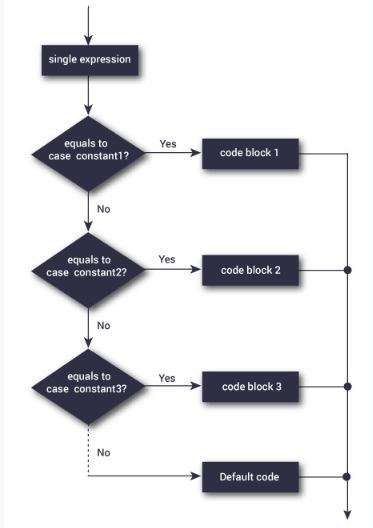 single expression
equals to
case constant1?
Yes
code block 1
No
equals to
case constant2?
Yes
code block 2
No
equals to
case constant3?
Yes
code block 3
No
Default code